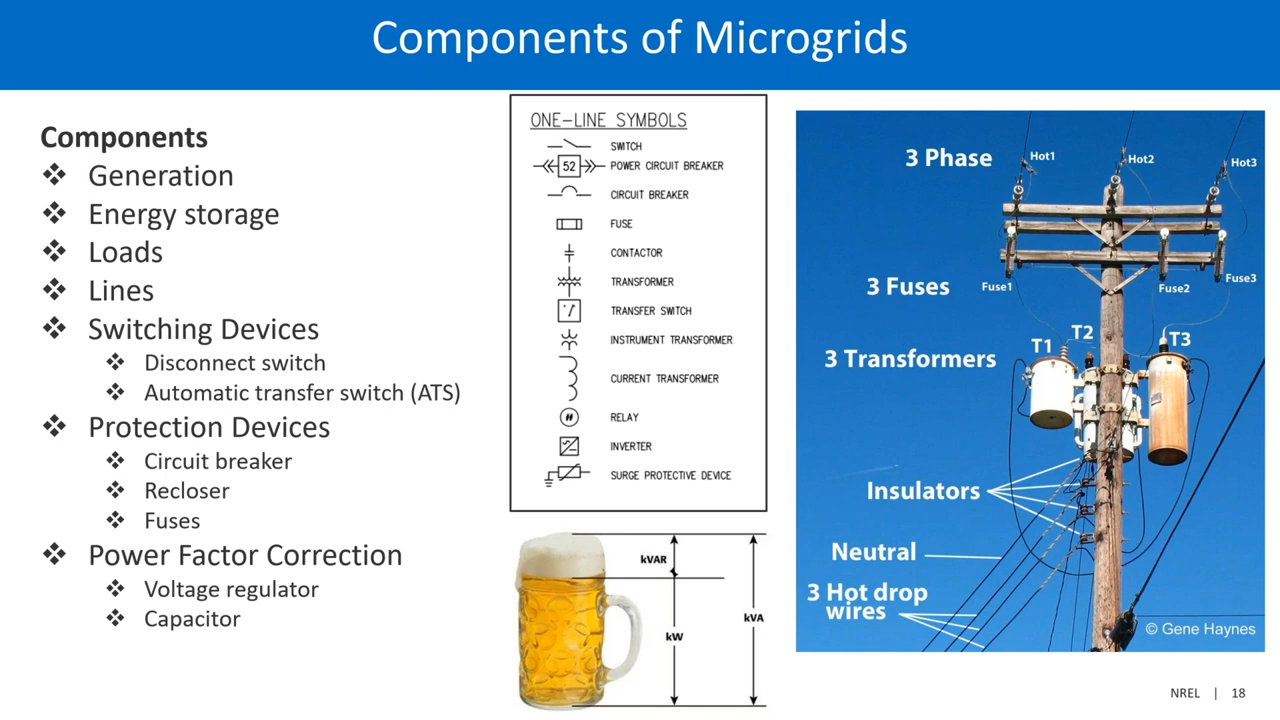 Components of Microgrids
Components
Generation
Energy storage
Loads
Lines
Switching Devices
Disconnect switch
Automatic transfer switch (ATS)
Protection Devices
Circuit breaker
Recloser
Fuses
Power Factor Correction
Voltage regulator
Capacitor
ONE-LINE SYMBOLS
SWITCH
52 POWER CIRCUIT BREAKER
CIRCUIT BREAKER
FUSE
CONTACTOR
TRANSFORMER
TRANSFER SWITCH
INSTRUMENT TRANSFORMER
CURRENT TRANSFORMER
RELAY
INVERTER
SURGE PROTECTIVE DEVICE
kVAR
kVA
kW
3 Phase Hot1 Hot2 Hot3
3 Fuses Fuse1 Fuse2 Fuse3
T1 T2 T3
3 Transformers
Insulators
Neutral
3 Hot drop
wires
© Gene Haynes
NREL | 18